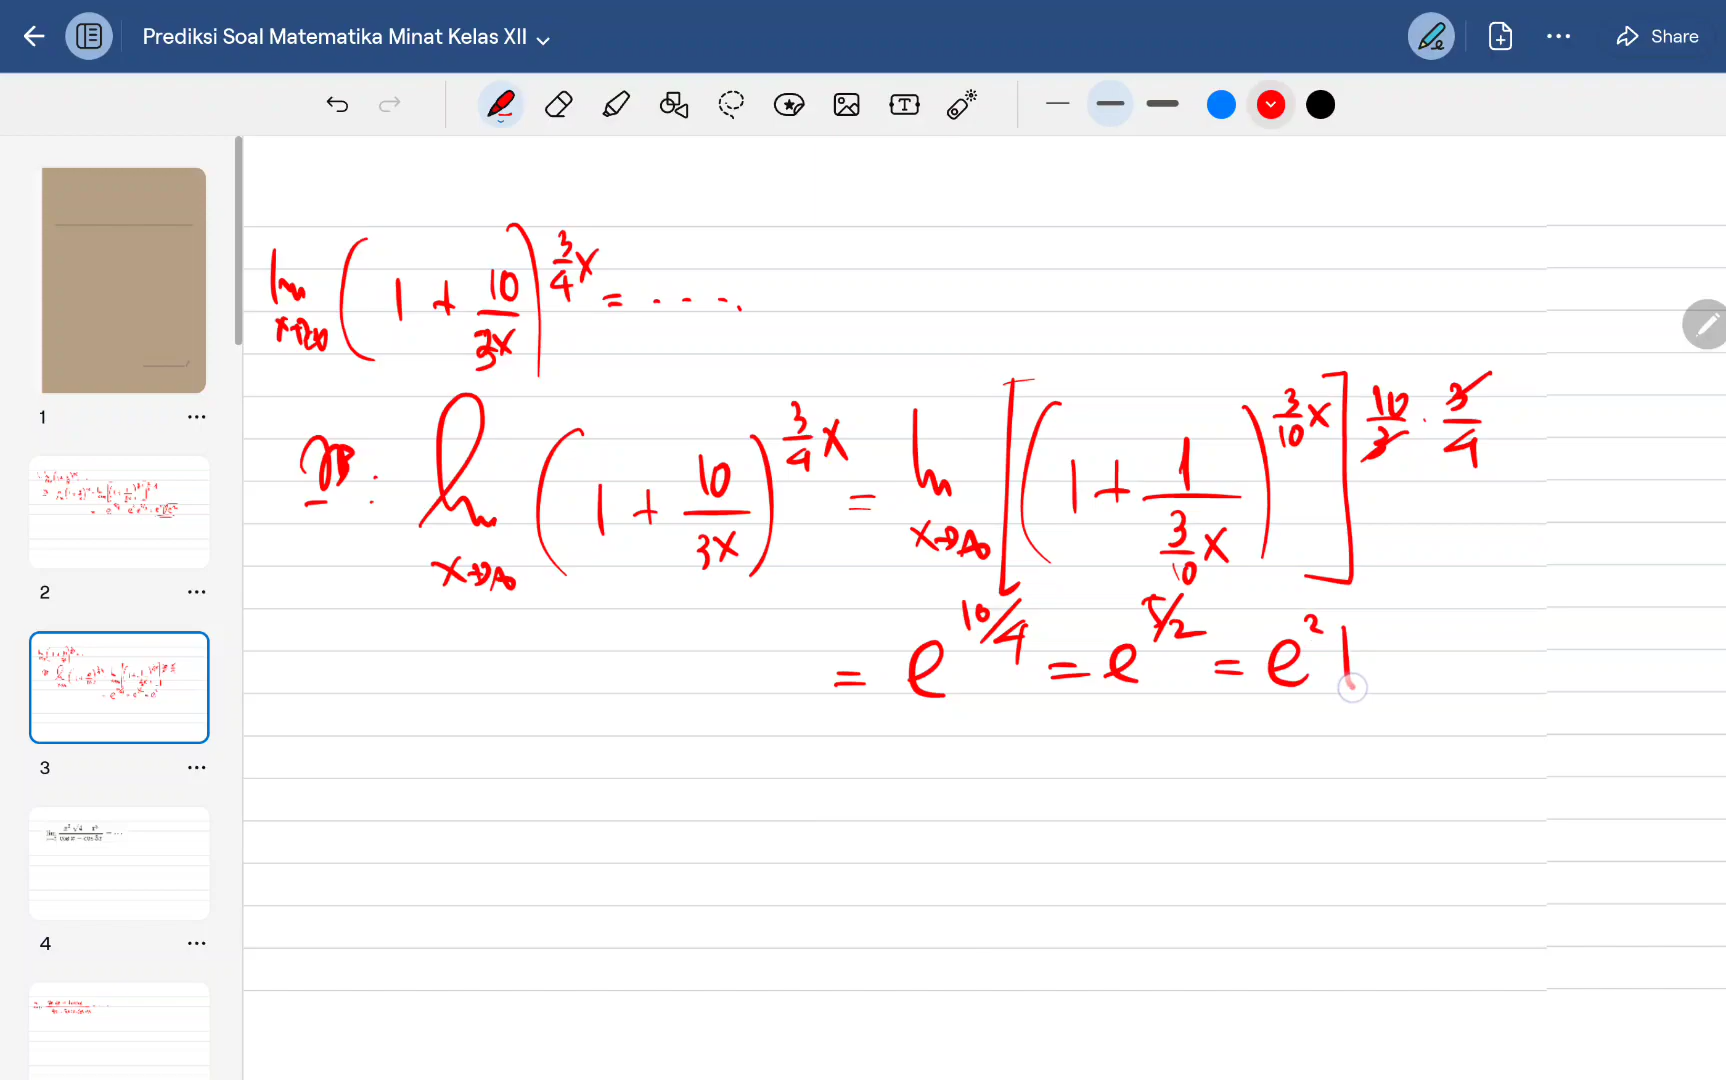 Prediksi Soal Matematika Minat Kelas XII
Share
lim x→∞ (1 + 10/3x)^(3/4 x) = ....
lim x→∞ (1 + 10/3x)^(3/4 x) = lim x→∞ [(1 + 1/(3/10 x))^(3/10 x)]^(10/3 · 3/4)
= e^(10/4) = e^(5/2) = e^2
1
2
3
4